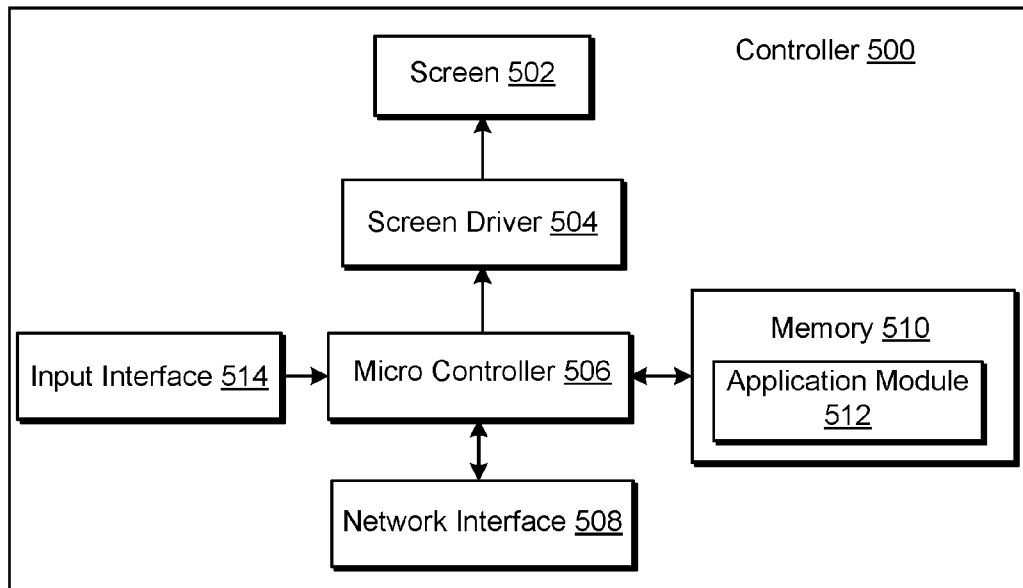 Controller 500
Screen 502
Screen Driver 504
Input Interface 514
Micro Controller 506
Memory 510
Application Module
512
Network Interface 508